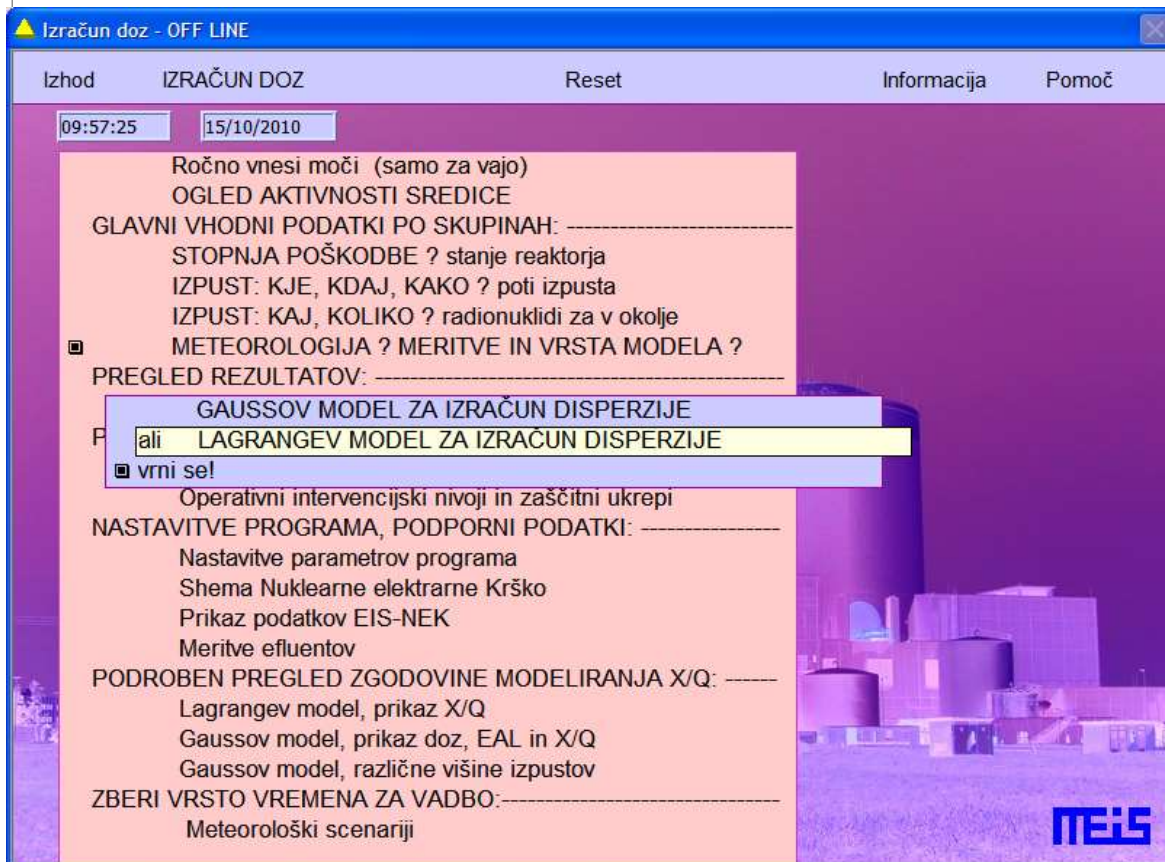 Izračun doz - OFF LINE
Izhod IZRAČUN DOZ Reset Informacija Pomoč
09:57:25 15/10/2010
Ročno vnesi moči (samo za vajo)
OGLED AKTIVNOSTI SREDICE
GLAVNI VHODNI PODATKI PO SKUPINAH: --------------------------
STOPNJA POŠKODBE ? stanje reaktorja
IZPUST: KJE, KDAJ, KAKO ? poti izpusta
IZPUST: KAJ, KOLIKO ? radionuklidi za v okolje
METEOROLOGIJA ? MERITVE IN VRSTA MODELA ?
PREGLED REZULTATOV: -----------------------------------------------
GAUSSOV MODEL ZA IZRAČUN DISPERZIJE
P
ali LAGRANGEV MODEL ZA IZRAČUN DISPERZIJE
vrni se!
Operativni intervencijski nivoji in zaščitni ukrepi
NASTAVITVE PROGRAMA, PODPORNI PODATKI: ----------------
Nastavitve parametrov programa
Shema Nuklearne elektrarne Krško
Prikaz podatkov EIS-NEK
Meritve efluentov
PODROBEN PREGLED ZGODOVINE MODELIRANJA X/Q: ------
Lagrangev model, prikaz X/Q
Gaussov model, prikaz doz, EAL in X/Q
Gaussov model, različne višine izpustov
ZBERI VRSTO VREMENA ZA VADBO:--------------------------------
Meteorološki scenariji
MEIS